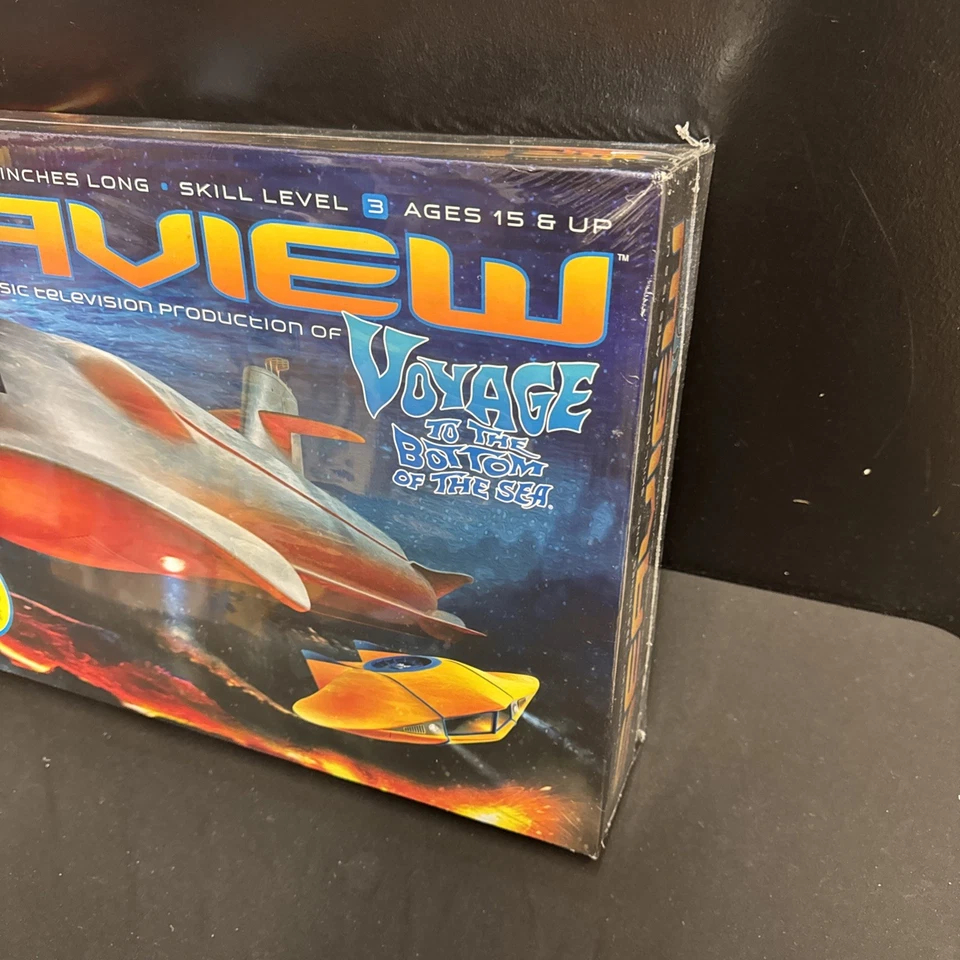 INCHES LONG • SKILL LEVEL 3 AGES 15 & UP
AVIEW™
SIC TELEVISION PRODUCTION OF
VOYAGE
TO THE
BOTTOM
OF THE SEA®